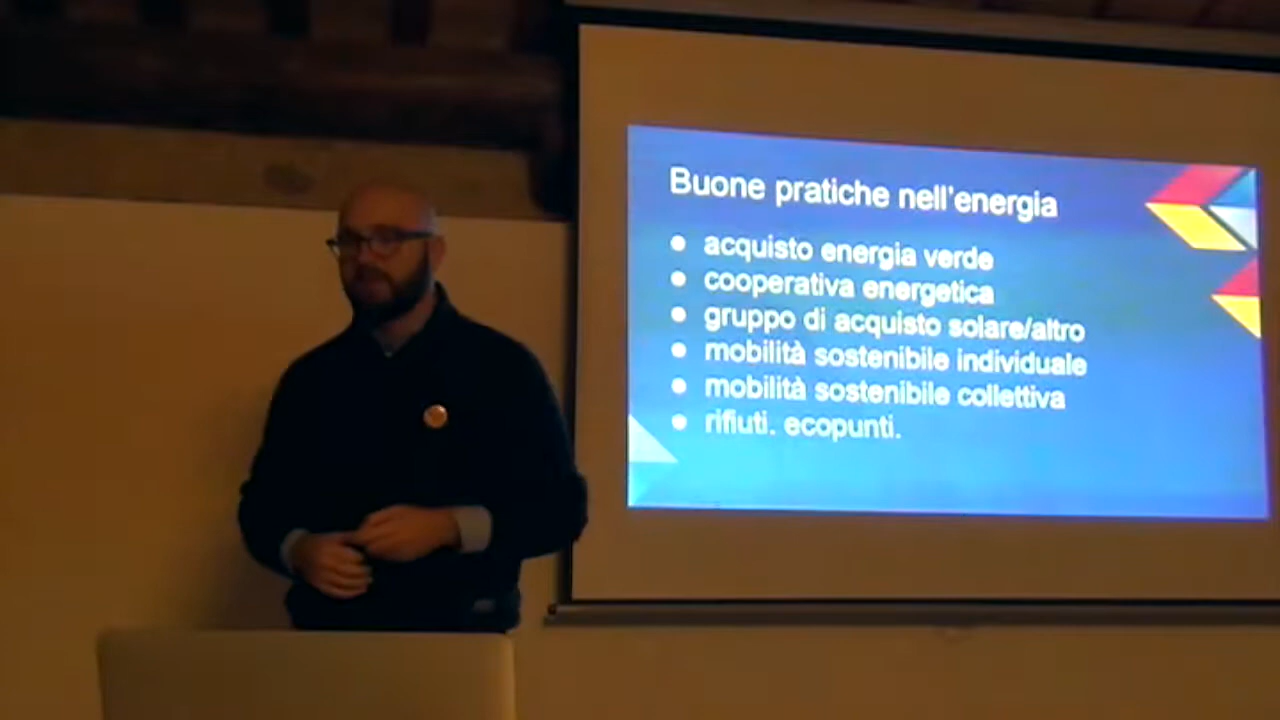 Buone pratiche nell'energia
● acquisto energia verde
● cooperativa energetica
● gruppo di acquisto solare/altro
● mobilità sostenibile individuale
● mobilità sostenibile collettiva
● rifiuti. ecopunti.